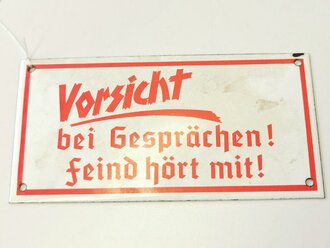 Vorsicht
bei Gesprächen!
Feind hört mit!